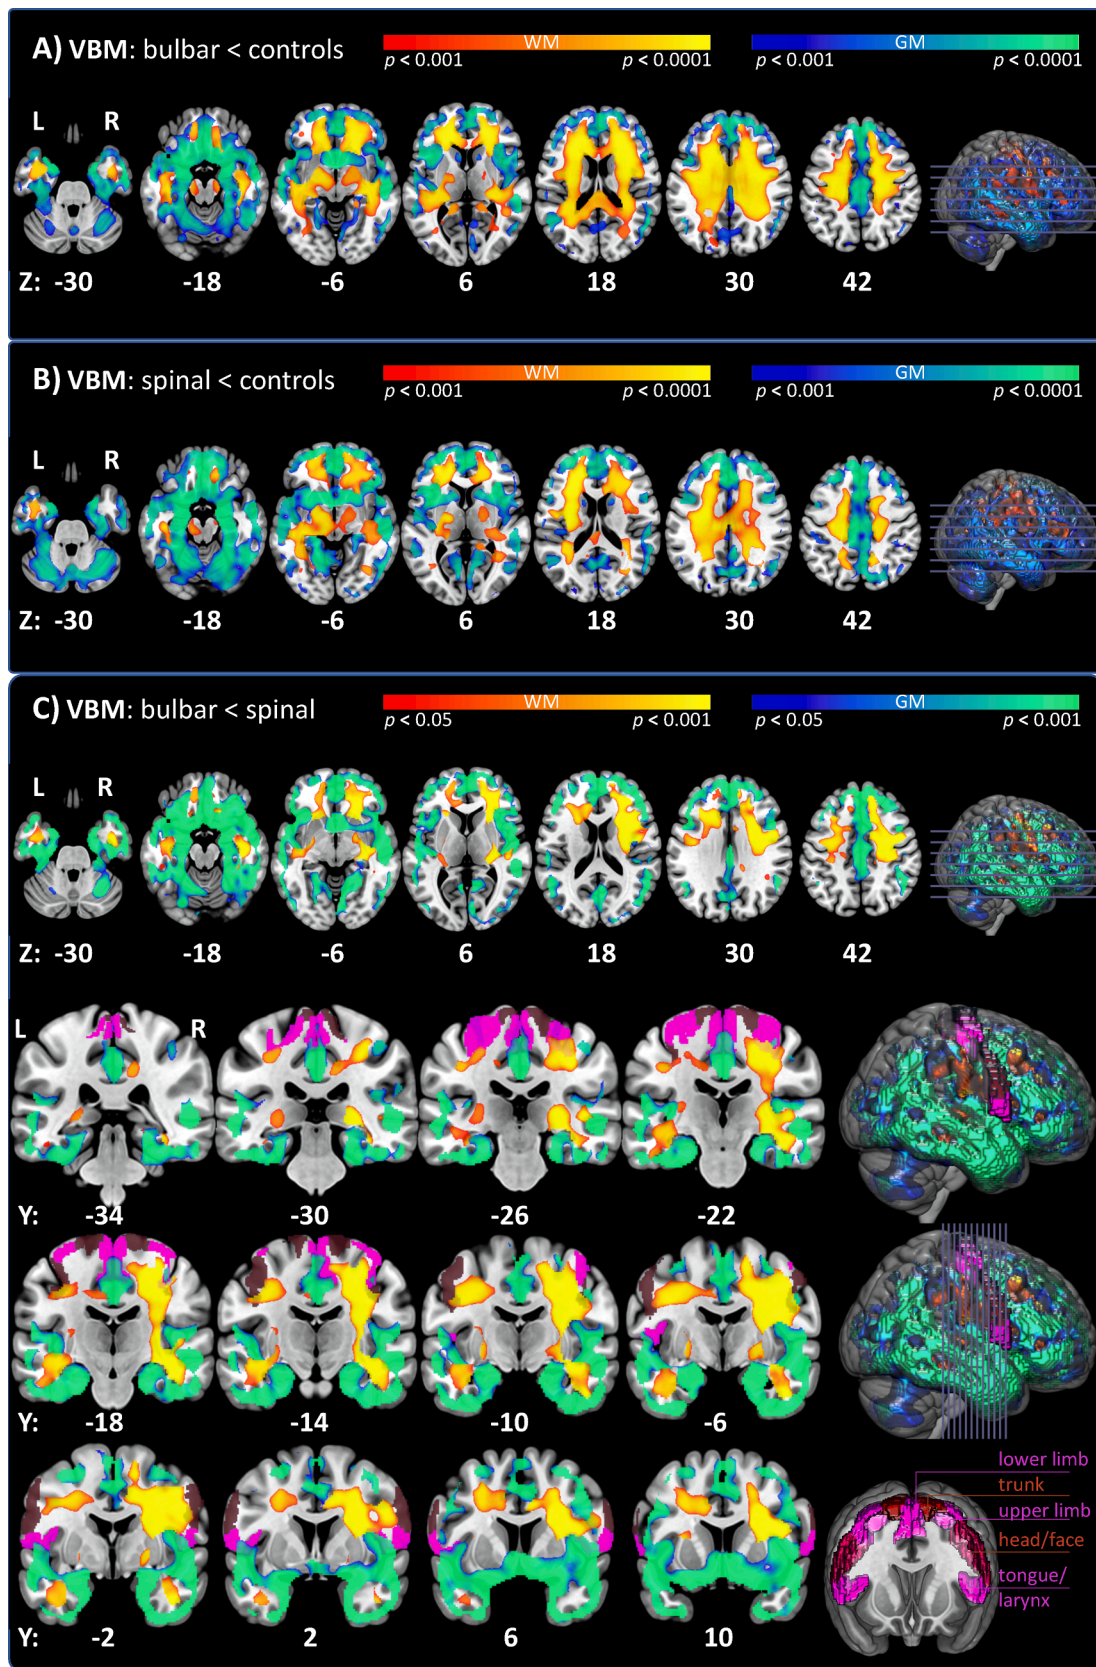 A) VBM: bulbar < controls
WM
p < 0.001 p < 0.0001
GM
p < 0.001 p < 0.0001
L R
Z: -30 -18 -6 6 18 30 42
B) VBM: spinal < controls
WM
p < 0.001 p < 0.0001
GM
p < 0.001 p < 0.0001
L R
Z: -30 -18 -6 6 18 30 42
C) VBM: bulbar < spinal
WM
p < 0.05 p < 0.001
GM
p < 0.05 p < 0.001
L R
Z: -30 -18 -6 6 18 30 42
L R
Y: -34 -30 -26 -22
Y: -18 -14 -10 -6
lower limb
trunk
upper limb
head/face
tongue/
larynx
Y: -2 2 6 10